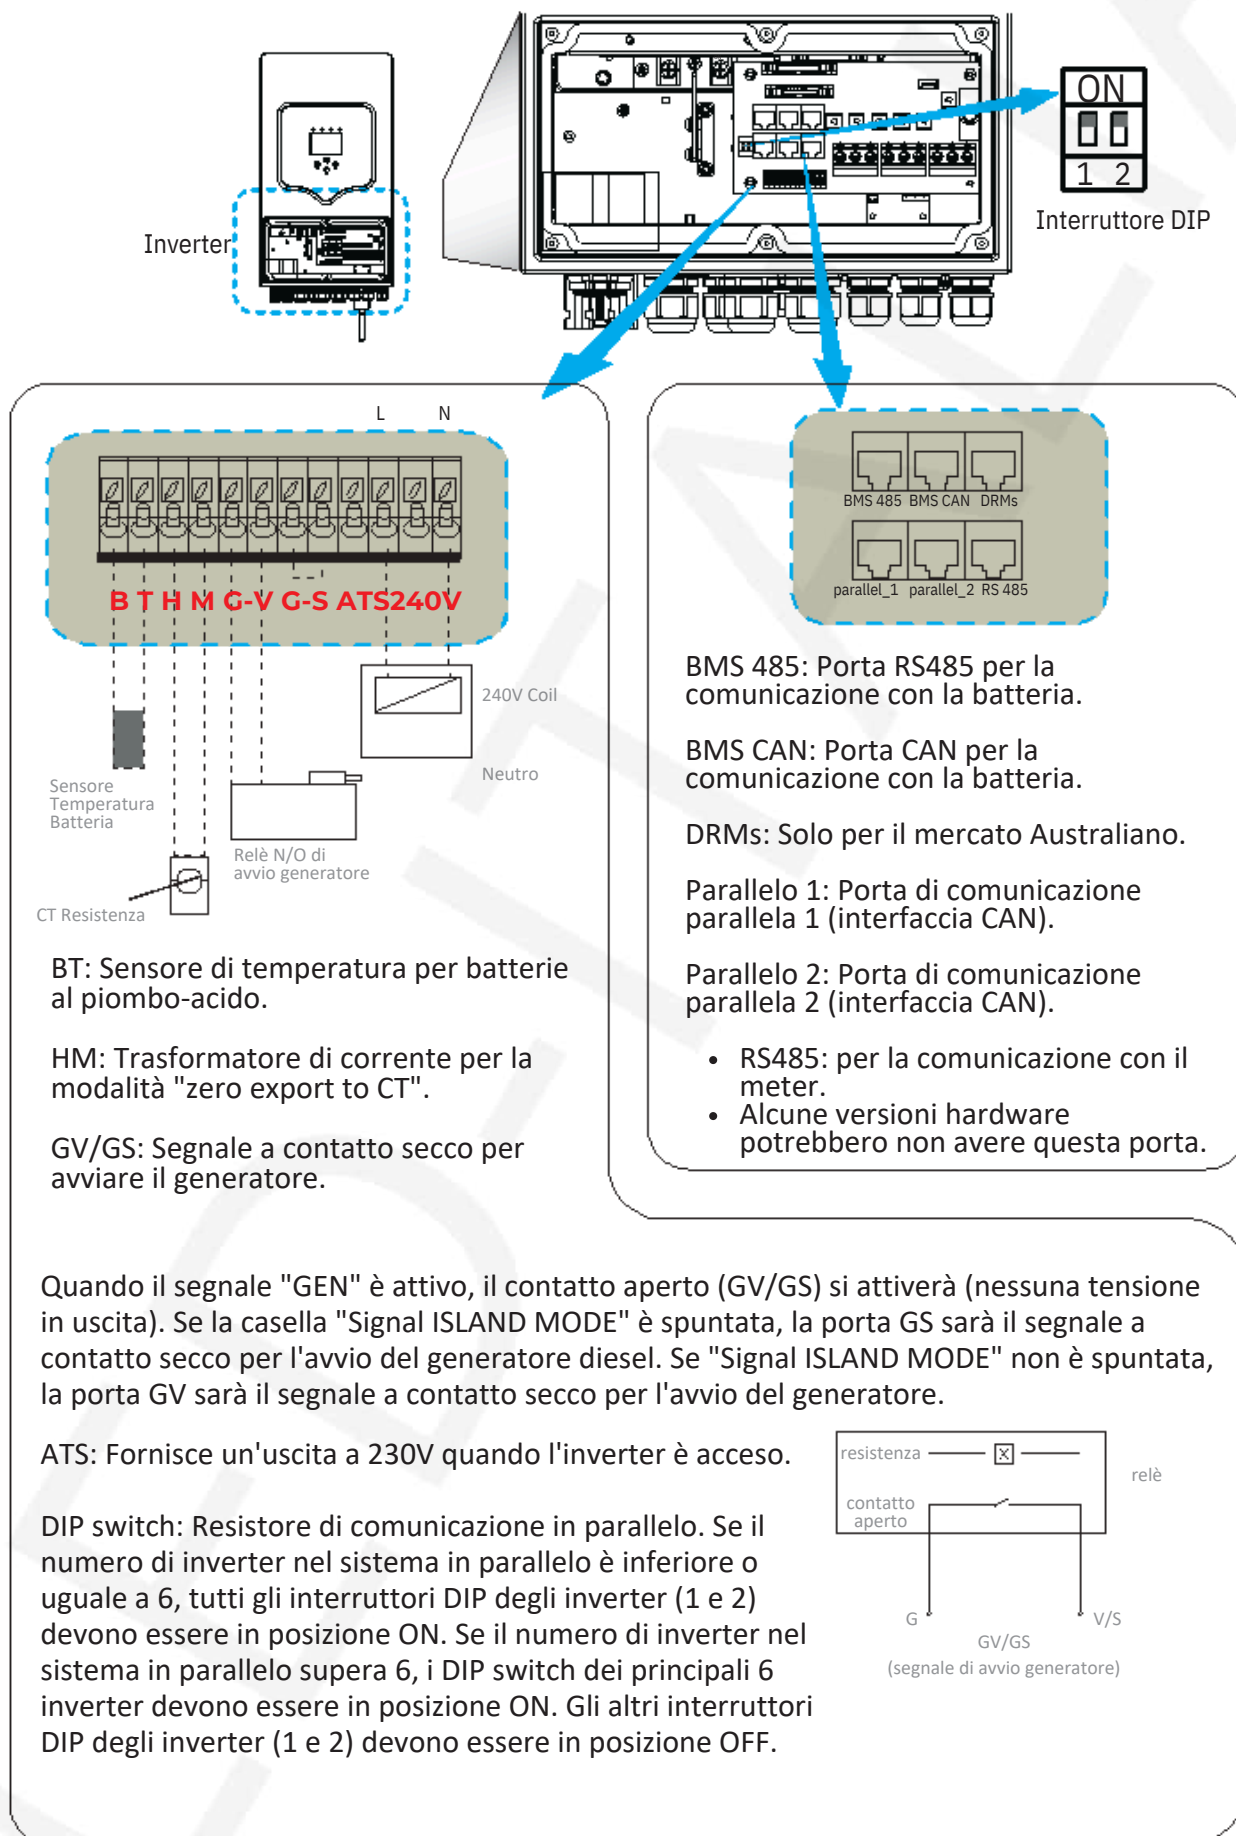 ON
1 2
Interruttore DIP
Inverter
L N
B T H M G-V G-S ATS240V
240V Coil
Neutro
Sensore
Temperatura
Batteria
Relè N/O di
avvio generatore
CT Resistenza
BT: Sensore di temperatura per batterie
al piombo-acido.
HM: Trasformatore di corrente per la
modalità "zero export to CT".
GV/GS: Segnale a contatto secco per
avviare il generatore.
BMS 485 BMS CAN DRMs
parallel_1 parallel_2 RS 485
BMS 485: Porta RS485 per la
comunicazione con la batteria.
BMS CAN: Porta CAN per la
comunicazione con la batteria.
DRMs: Solo per il mercato Australiano.
Parallelo 1: Porta di comunicazione
parallela 1 (interfaccia CAN).
Parallelo 2: Porta di comunicazione
parallela 2 (interfaccia CAN).
• RS485: per la comunicazione con il
meter.
• Alcune versioni hardware
potrebbero non avere questa porta.
Quando il segnale "GEN" è attivo, il contatto aperto (GV/GS) si attiverà (nessuna tensione
in uscita). Se la casella "Signal ISLAND MODE" è spuntata, la porta GS sarà il segnale a
contatto secco per l'avvio del generatore diesel. Se "Signal ISLAND MODE" non è spuntata,
la porta GV sarà il segnale a contatto secco per l'avvio del generatore.
ATS: Fornisce un'uscita a 230V quando l'inverter è acceso.
DIP switch: Resistore di comunicazione in parallelo. Se il
numero di inverter nel sistema in parallelo è inferiore o
uguale a 6, tutti gli interruttori DIP degli inverter (1 e 2)
devono essere in posizione ON. Se il numero di inverter nel
sistema in parallelo supera 6, i DIP switch dei principali 6
inverter devono essere in posizione ON. Gli altri interruttori
DIP degli inverter (1 e 2) devono essere in posizione OFF.
resistenza
relè
contatto
aperto
G V/S
GV/GS
(segnale di avvio generatore)